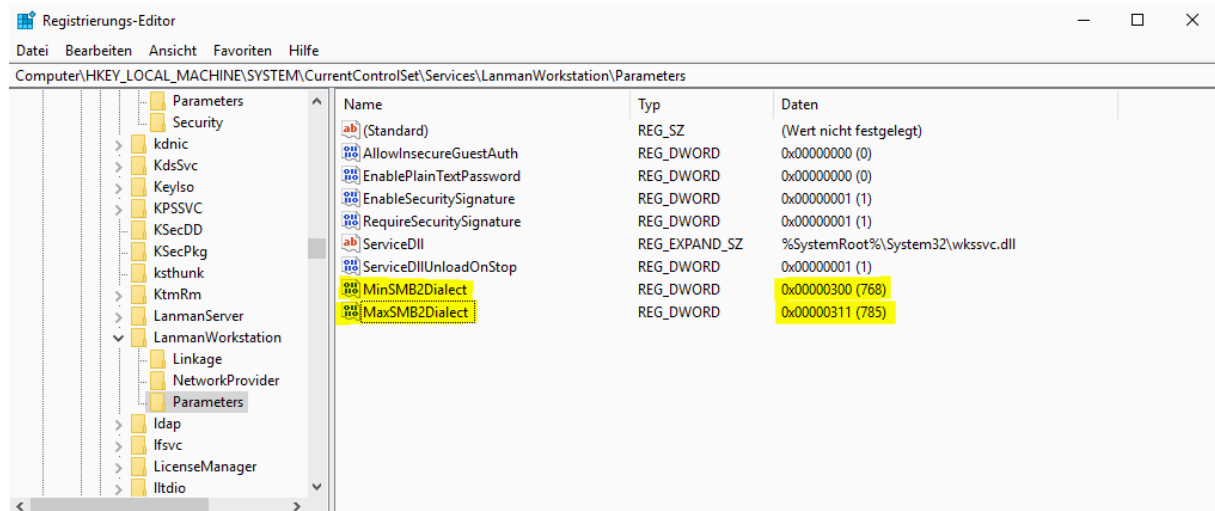 Registrierungs-Editor
Datei Bearbeiten Ansicht Favoriten Hilfe
Computer\HKEY_LOCAL_MACHINE\SYSTEM\CurrentControlSet\Services\LanmanWorkstation\Parameters
Parameters
Security
kdnic
KdsSvc
KeyIso
KPSSVC
KSecDD
KSecPkg
ksthunk
KtmRm
LanmanServer
LanmanWorkstation
Linkage
NetworkProvider
Parameters
ldap
lfsvc
LicenseManager
lltdio
Name Typ Daten
(Standard) REG_SZ (Wert nicht festgelegt)
AllowInsecureGuestAuth REG_DWORD 0x00000000 (0)
EnablePlainTextPassword REG_DWORD 0x00000000 (0)
EnableSecuritySignature REG_DWORD 0x00000001 (1)
RequireSecuritySignature REG_DWORD 0x00000001 (1)
ServiceDll REG_EXPAND_SZ %SystemRoot%\System32\wkssvc.dll
ServiceDllUnloadOnStop REG_DWORD 0x00000001 (1)
MinSMB2Dialect REG_DWORD 0x00000300 (768)
MaxSMB2Dialect REG_DWORD 0x00000311 (785)